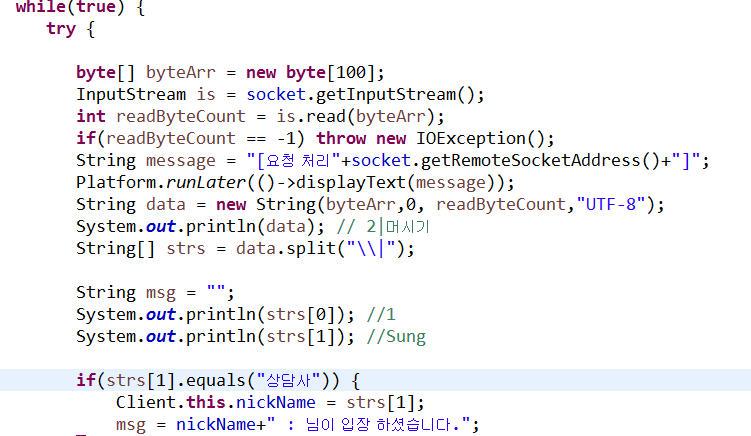 while(true) {
try {
byte[] byteArr = new byte[100];
InputStream is = socket.getInputStream();
int readByteCount = is.read(byteArr);
if(readByteCount == -1) throw new IOException();
String message = "[요청 처리"+socket.getRemoteSocketAddress()+"]";
Platform.runLater(()->displayText(message));
String data = new String(byteArr,0, readByteCount,"UTF-8");
System.out.println(data); // 2|머시기
String[] strs = data.split("\\|");
String msg = "";
System.out.println(strs[0]); //1
System.out.println(strs[1]); //Sung
if(strs[1].equals("상담사")) {
Client.this.nickName = strs[1];
msg = nickName+" : 님이 입장 하셨습니다.";